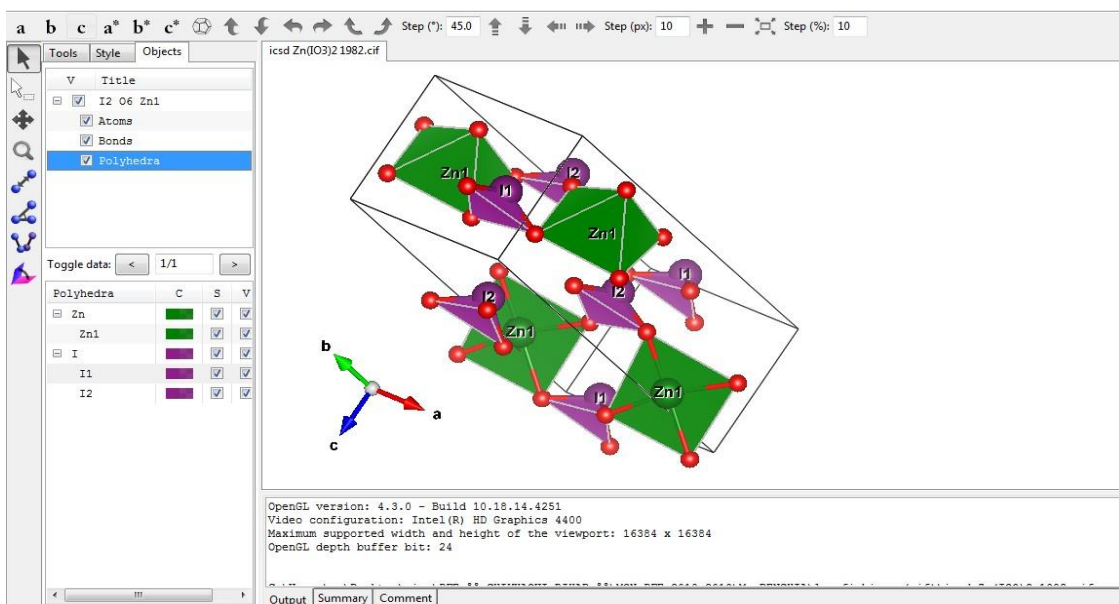 a b c a* b* c* Step (°): 45.0 Step (px): 10 Step (%): 10
Tools Style Objects
icsd Zn(IO3)2 1982.cif
V Title
I2 O6 Zn1
Atoms
Bonds
Polyhedra
Toggle data: < 1/1 >
Polyhedra C S V
Zn
Zn1
I
I1
I2
Zn1
I2
I1
Zn1
I1
I2
I2
Zn1
I1
Zn1
b
a
c
OpenGL version: 4.3.0 - Build 10.18.14.4251
Video configuration: Intel(R) HD Graphics 4400
Maximum supported width and height of the viewport: 16384 x 16384
OpenGL depth buffer bit: 24
Output Summary Comment